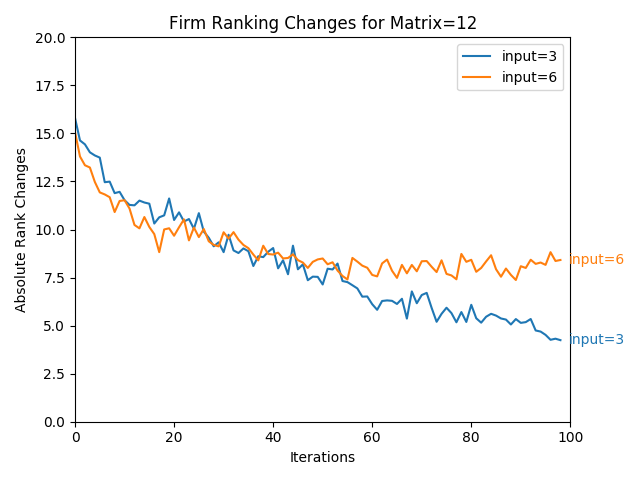 Firm Ranking Changes for Matrix=12
20.0
17.5
15.0
12.5
10.0
7.5
5.0
2.5
0.0
Absolute Rank Changes
input=3
input=6
input=6
input=3
0
20
40
60
80
100
Iterations